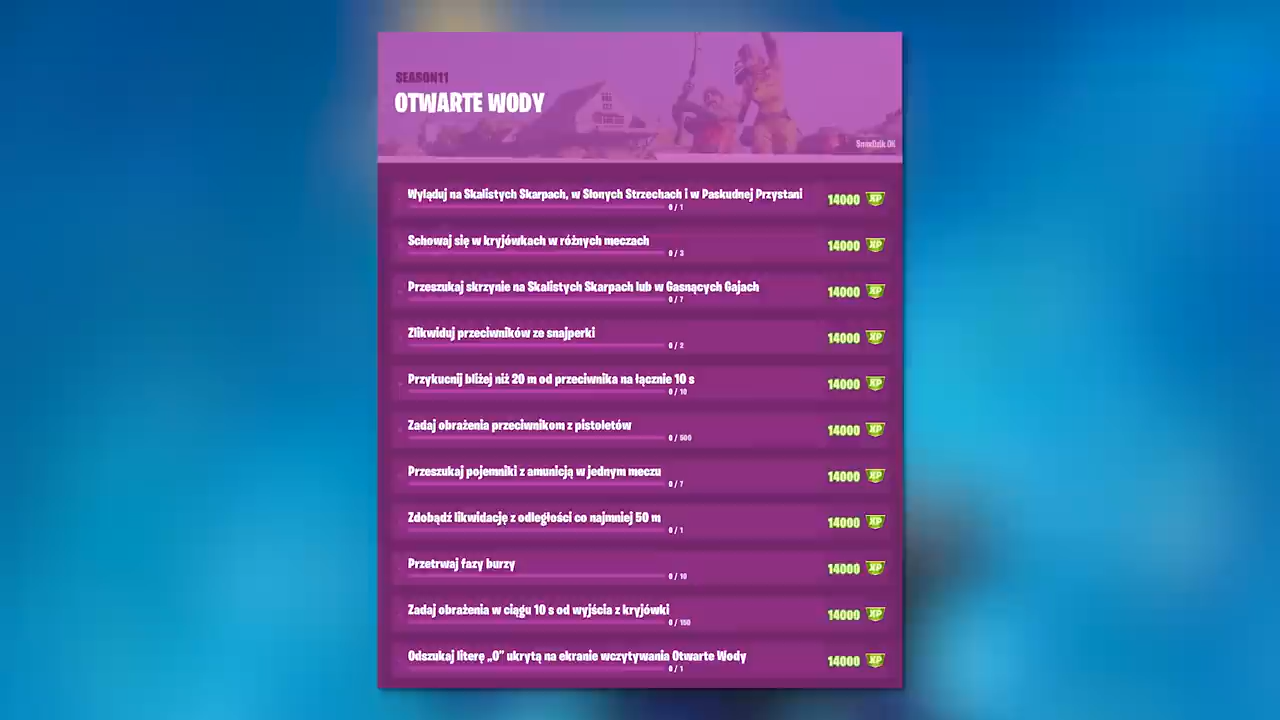 SEASON11
OTWARTE WODY
SnowDzik OK
Wyląduj na Skalistych Skarpach, w Słonych Strzechach i w Paskudnej Przystani
0 / 1
14000 XP
Schowaj się w kryjówkach w różnych meczach
0 / 3
14000 XP
Przeszukaj skrzynie na Skalistych Skarpach lub w Gasnących Gajach
0 / 7
14000 XP
Zlikwiduj przeciwników ze snajperki
0 / 2
14000 XP
Przykucnij bliżej niż 20 m od przeciwnika na łącznie 10 s
0 / 10
14000 XP
Zadaj obrażenia przeciwnikom z pistoletów
0 / 500
14000 XP
Przeszukaj pojemniki z amunicją w jednym meczu
0 / 7
14000 XP
Zdobądź likwidację z odległości co najmniej 50 m
0 / 1
14000 XP
Przetrwaj fazy burzy
0 / 10
14000 XP
Zadaj obrażenia w ciągu 10 s od wyjścia z kryjówki
0 / 150
14000 XP
Odszukaj literę „O” ukrytą na ekranie wczytywania Otwarte Wody
0 / 1
14000 XP